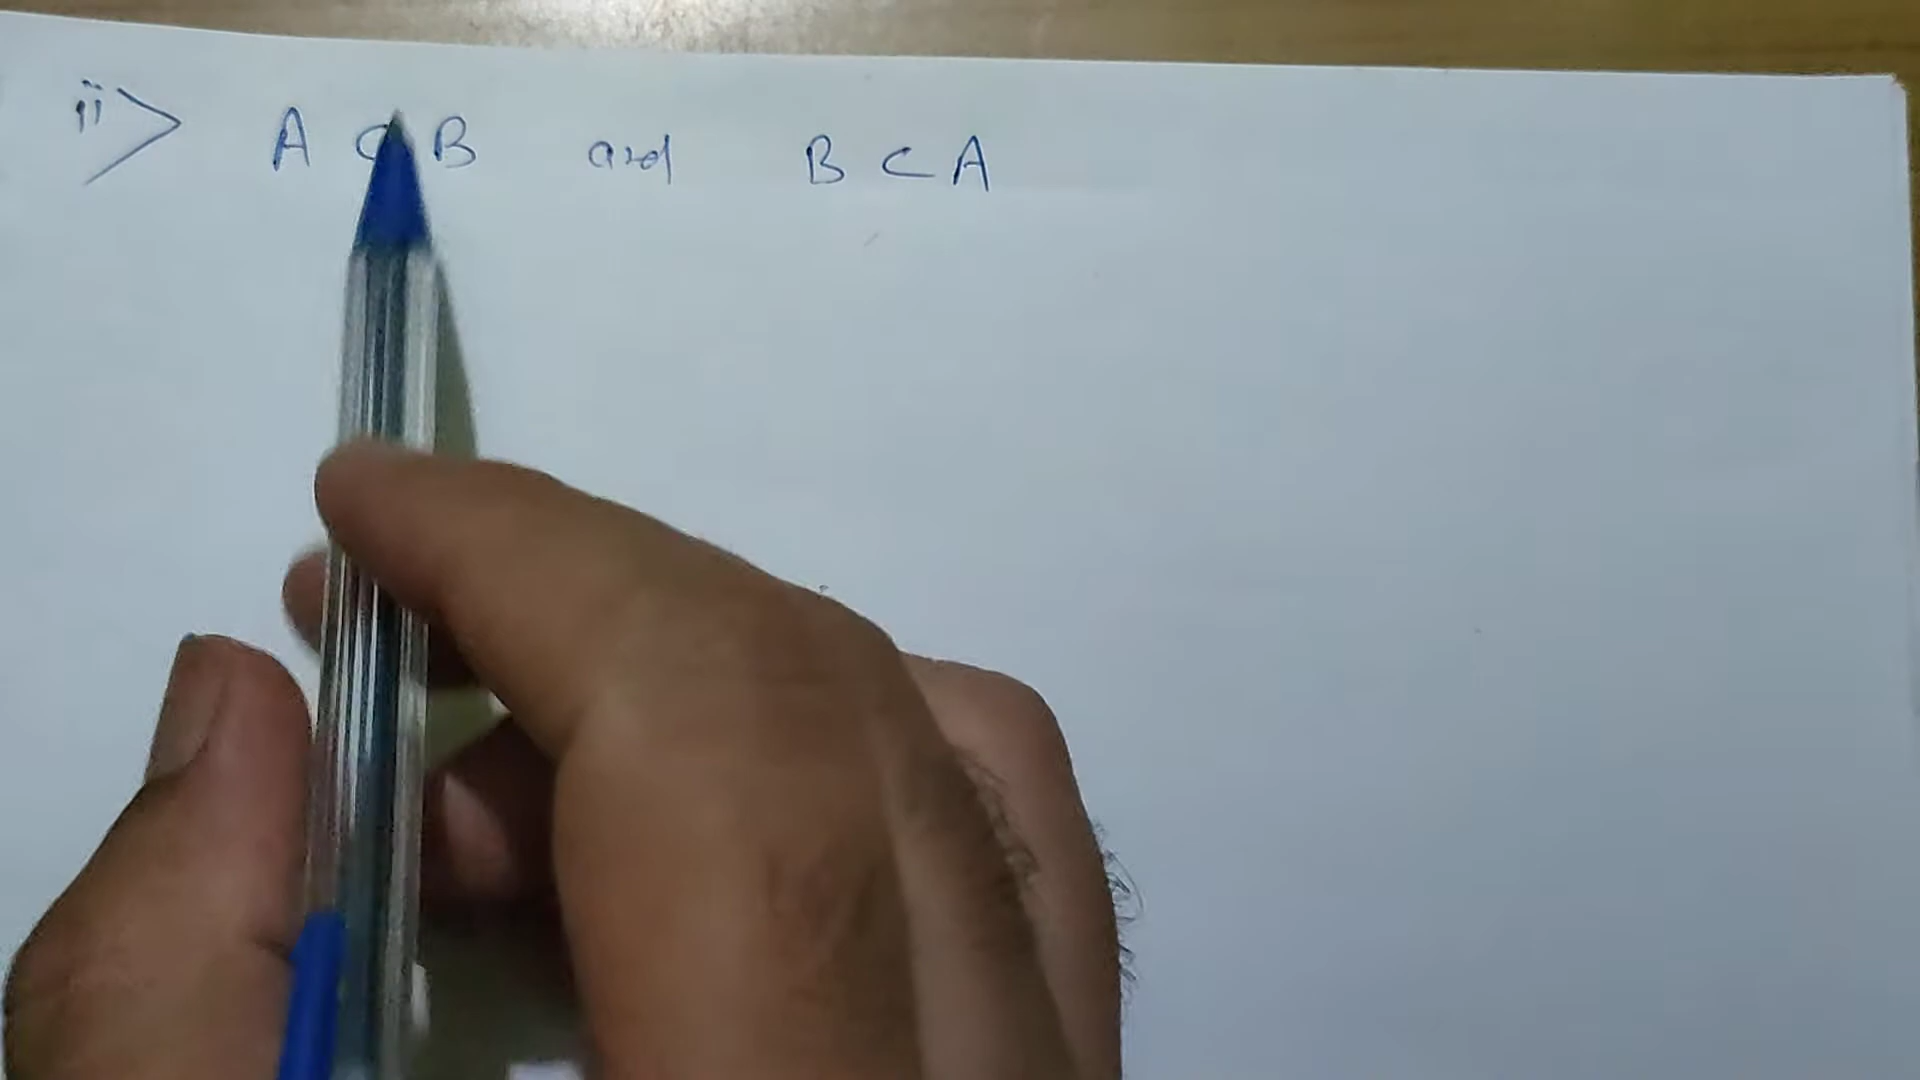 ii> A ⊂ B and B ⊂ A